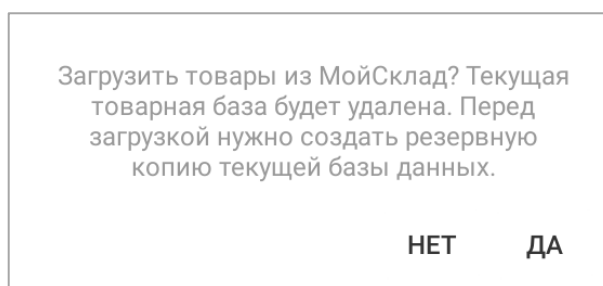 Загрузить товары из МойСклад? Текущая
товарная база будет удалена. Перед
загрузкой нужно создать резервную
копию текущей базы данных.
НЕТ ДА